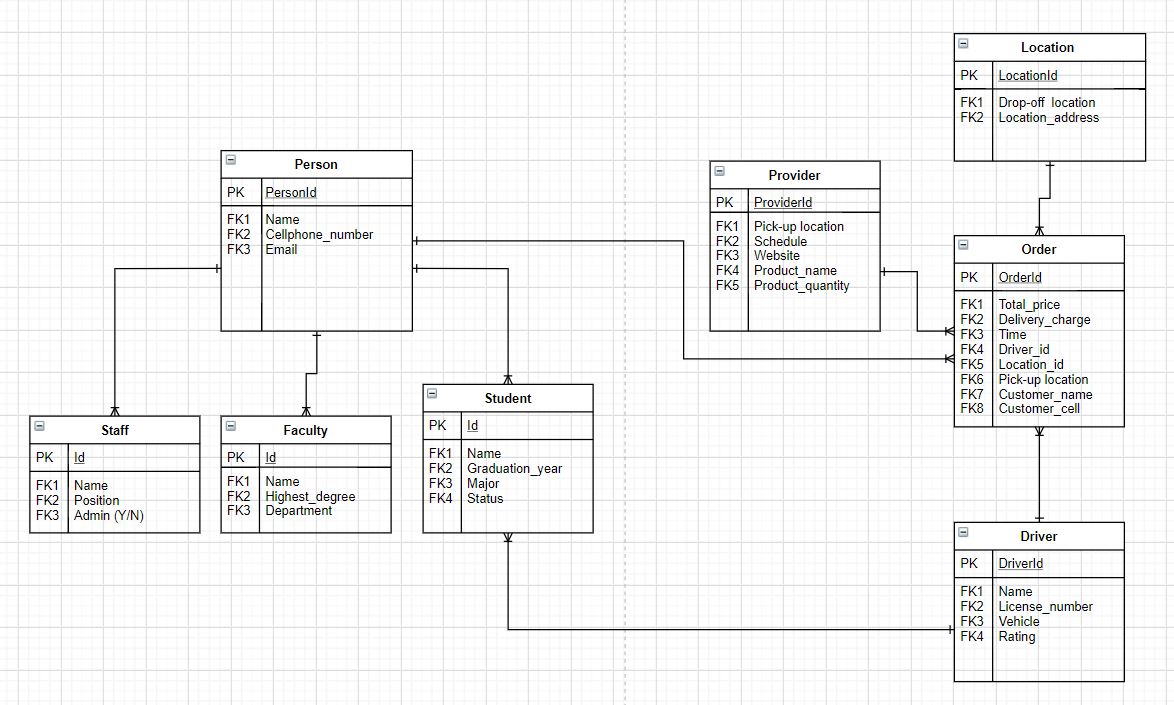 Location
PK LocationId
FK1 Drop-off location
FK2 Location_address
Person
PK PersonId
FK1 Name
FK2 Cellphone_number
FK3 Email
Provider
PK ProviderId
FK1 Pick-up location
FK2 Schedule
FK3 Website
FK4 Product_name
FK5 Product_quantity
Order
PK OrderId
FK1 Total_price
FK2 Delivery_charge
FK3 Time
FK4 Driver_id
FK5 Location_id
FK6 Pick-up location
FK7 Customer_name
FK8 Customer_cell
Staff
PK Id
FK1 Name
FK2 Position
FK3 Admin (Y/N)
Faculty
PK Id
FK1 Name
FK2 Highest_degree
FK3 Department
Student
PK Id
FK1 Name
FK2 Graduation_year
FK3 Major
FK4 Status
Driver
PK DriverId
FK1 Name
FK2 License_number
FK3 Vehicle
FK4 Rating